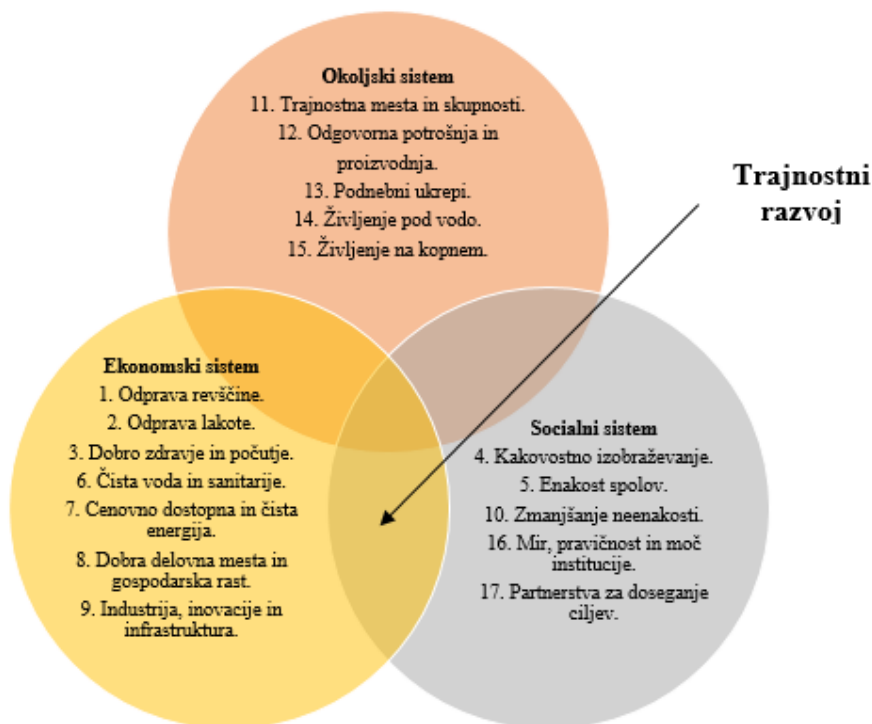 Okoljski sistem
11. Trajnostna mesta in skupnosti.
12. Odgovorna potrošnja in
proizvodnja.
13. Podnebni ukrepi.
14. Življenje pod vodo.
15. Življenje na kopnem.
Trajnostni
razvoj
Ekonomski sistem
1. Odprava revščine.
2. Odprava lakote.
3. Dobro zdravje in počutje.
6. Čista voda in sanitarije.
7. Cenovno dostopna in čista
energija.
8. Dobra delovna mesta in
gospodarska rast.
9. Industrija, inovacije in
infrastruktura.
Socialni sistem
4. Kakovostno izobraževanje.
5. Enakost spolov.
10. Zmanjšanje neenakosti.
16. Mir, pravičnost in moč
institucije.
17. Partnerstva za doseganje
ciljev.